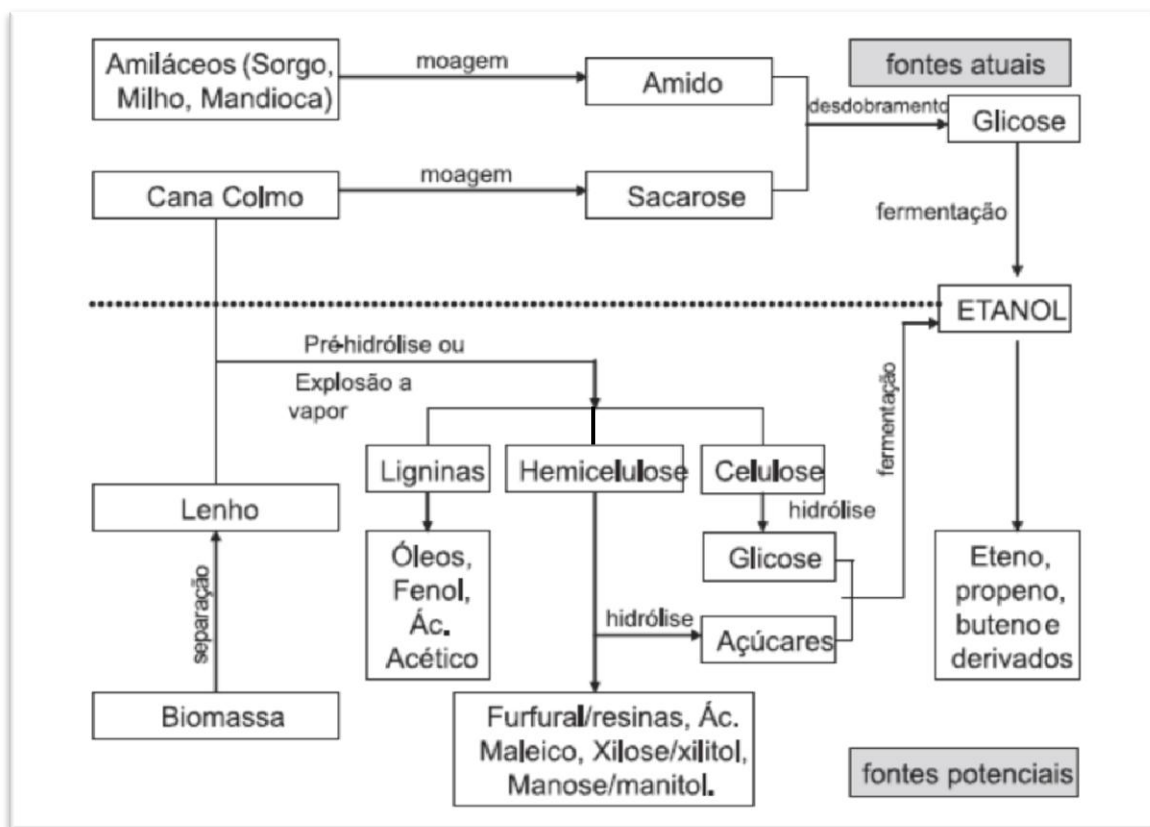 Amiláceos (Sorgo,
Milho, Mandioca)
moagem
Amido
fontes atuais
desdobramento
Glicose
Cana Colmo
moagem
Sacarose
fermentação
ETANOL
Pré-hidrólise ou
Explosão a
vapor
fermentação
Ligninas
Hemicelulose
Celulose
Lenho
hidrólise
Óleos,
Fenol,
Ác.
Acético
Glicose
Eteno,
propeno,
buteno e
derivados
separação
hidrólise
Açúcares
Biomassa
Furfural/resinas, Ác.
Maleico, Xilose/xilitol,
Manose/manitol.
fontes potenciais